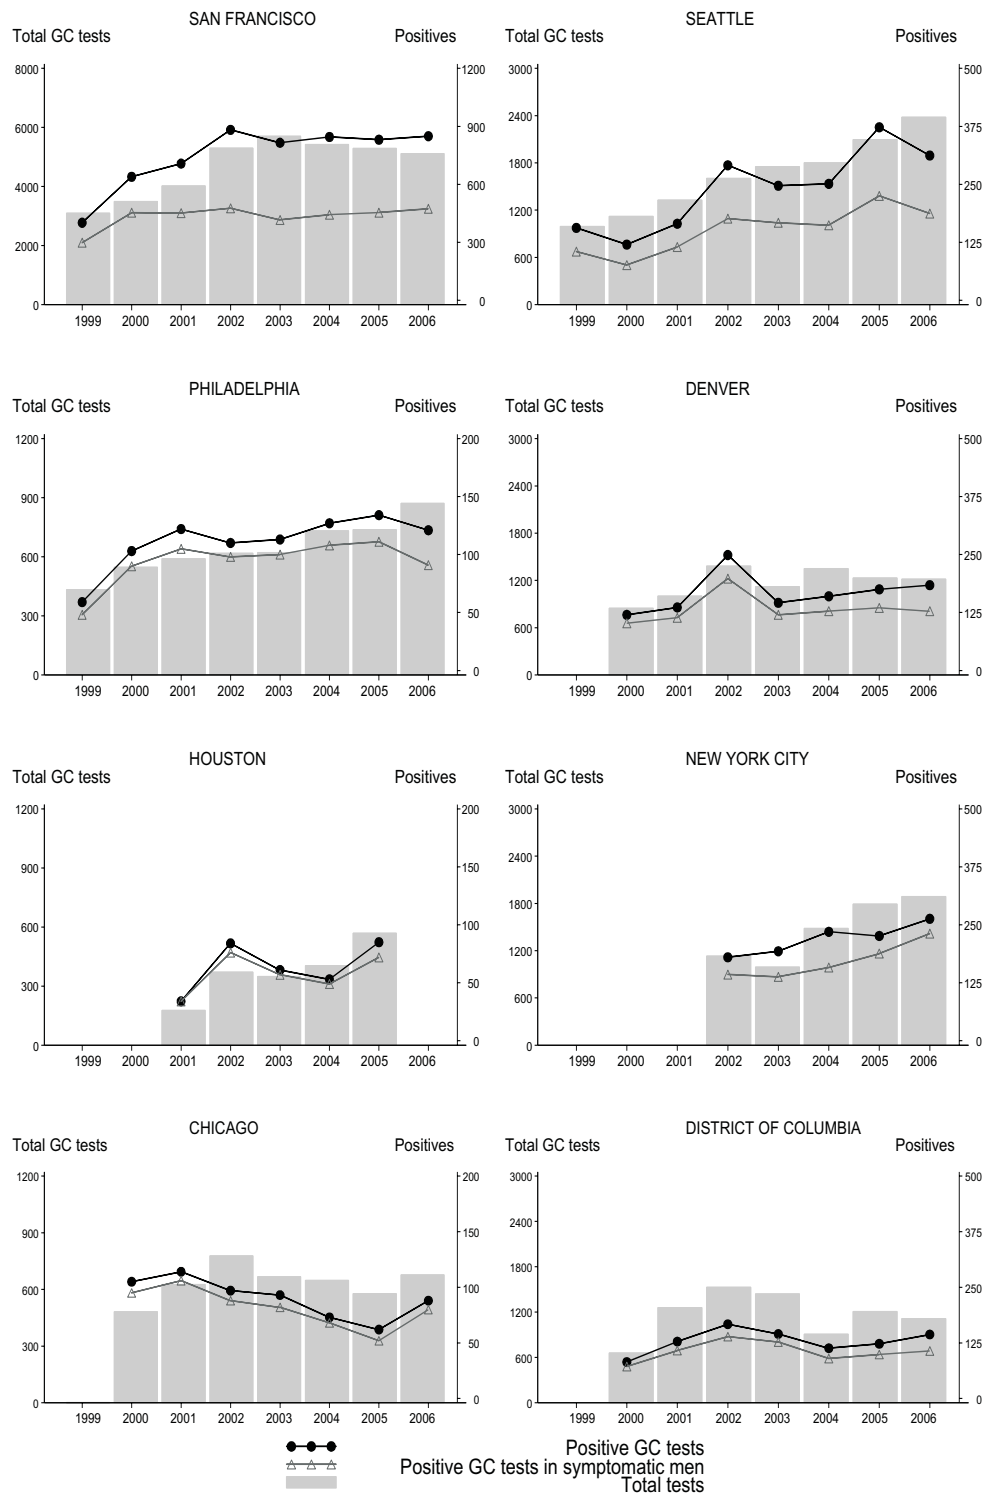 SAN FRANCISCO
Total GC tests Positives
8000 1200
6000 900
4000 600
2000 300
0 0
1999 2000 2001 2002 2003 2004 2005 2006
SEATTLE
Total GC tests Positives
3000 500
2400 375
1800 250
1200 125
600 0
0
1999 2000 2001 2002 2003 2004 2005 2006
PHILADELPHIA
Total GC tests Positives
1200 200
900 150
600 100
300 50
0 0
1999 2000 2001 2002 2003 2004 2005 2006
DENVER
Total GC tests Positives
3000 500
2400 375
1800 250
1200 125
600 0
0
1999 2000 2001 2002 2003 2004 2005 2006
HOUSTON
Total GC tests Positives
1200 200
900 150
600 100
300 50
0 0
1999 2000 2001 2002 2003 2004 2005 2006
NEW YORK CITY
Total GC tests Positives
3000 500
2400 375
1800 250
1200 125
600 0
0
1999 2000 2001 2002 2003 2004 2005 2006
CHICAGO
Total GC tests Positives
1200 200
900 150
600 100
300 50
0 0
1999 2000 2001 2002 2003 2004 2005 2006
DISTRICT OF COLUMBIA
Total GC tests Positives
3000 500
2400 375
1800 250
1200 125
600 0
0
1999 2000 2001 2002 2003 2004 2005 2006
Positive GC tests
Positive GC tests in symptomatic men
Total tests